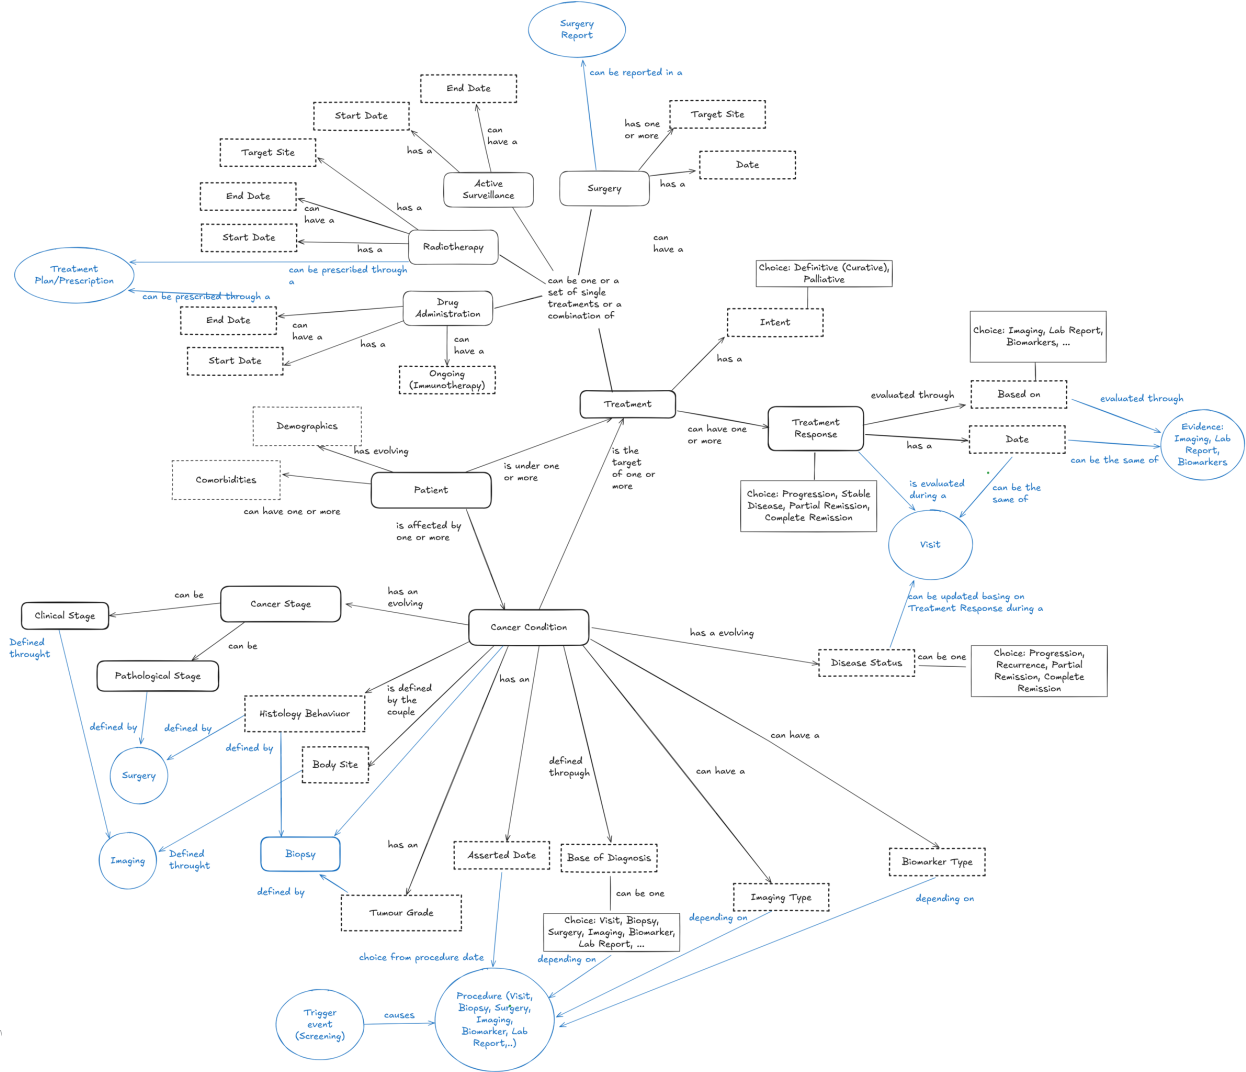 Surgery
Report
can be reported in a
End Date
Start Date
can
have a
has a
has one
or more
Target Site
Target Site
Date
has a
Active
Surveillance
Surgery
End Date
can
have a
has a
Start Date
has a
Radiotherapy
can
have a
Treatment
Plan/Prescription
can be prescribed through
a
can be prescribed through a
can be one or a
set of single
treatments or a
combination of
Choice: Definitive (Curative),
Palliative
Drug
Administration
End Date
can
have a
has a
can
have a
Start Date
Ongoing
(Immunotherapy)
Intent
has a
Choice: Imaging, Lab Report,
Biomarkers, ...
Treatment
evaluated through
Based on
evaluated through
Demographics
has evolving
can have one
or more
Treatment
Response
has a
Date
Evidence:
Imaging, Lab
Report,
Biomarkers
can be the same of
is the
target
of one or
more
is under one
or more
Comorbidities
can have one or more
Patient
is affected by
one or more
Choice: Progression, Stable
Disease, Partial Remission,
Complete Remission
is evaluated
during a
can be the
same of
Visit
can be updated basing on
Treatment Response during a
can be
Cancer Stage
has an
evolving
Clinical Stage
Cancer Condition
has a evolving
Defined
throught
can be
Pathological Stage
Disease Status
can be one
Choice: Progression,
Recurrence, Partial
Remission, Complete
Remission
has an
is defined
by the
couple
Histology Behaviuor
defined by
defined by
defined by
Surgery
Body Site
defined
thropugh
can have a
can have a
Imaging
Defined
throught
Biopsy
has an
Asserted Date
Base of Diagnosis
Biomarker Type
defined by
can be one
Imaging Type
Tumour Grade
Choice: Visit, Biopsy,
Surgery, Imaging, Biomarker,
Lab Report, ...
depending on
depending on
choice from procedure date
depending on
Procedure (Visit,
Biopsy, Surgery,
Imaging,
Biomarker, Lab
Report,..)
Trigger
event
(Screening)
causes